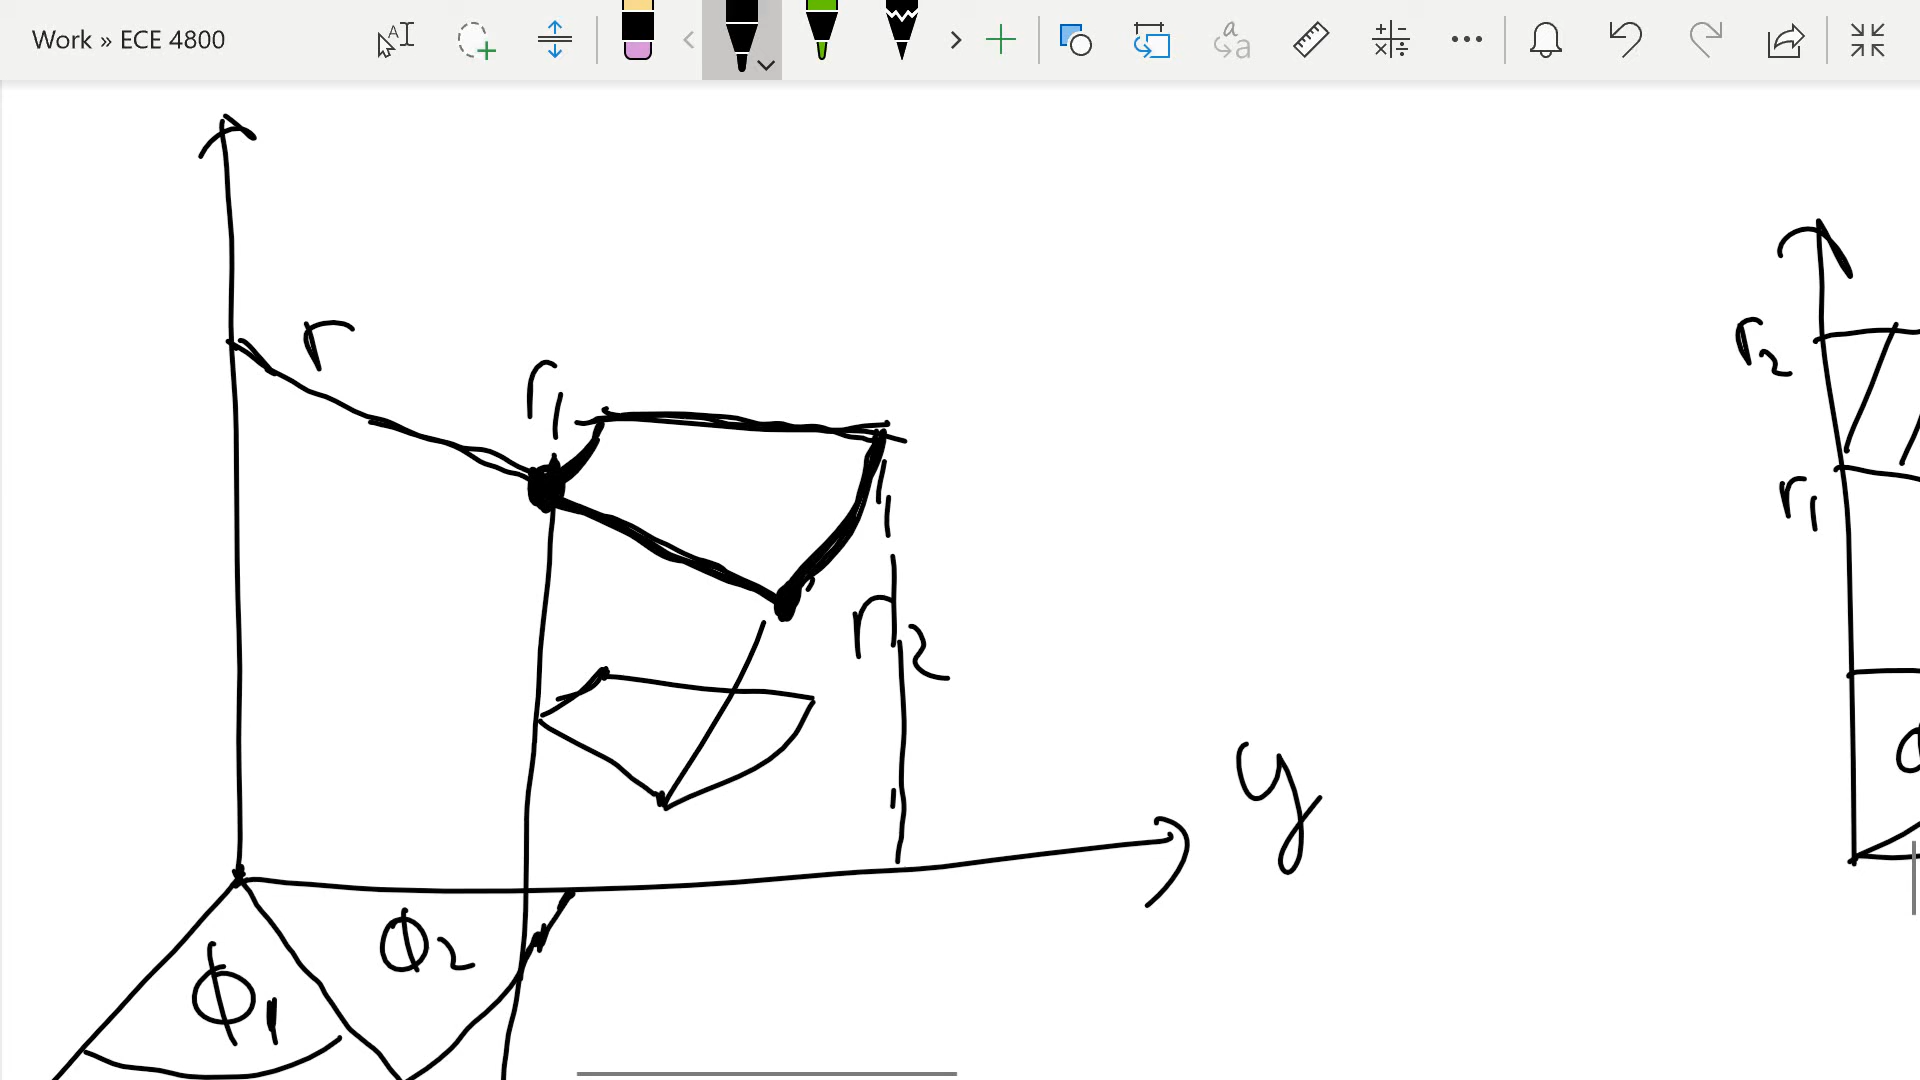 Work » ECE 4800
r
r₁
r₂
r₂
r₁
y
ϕ₂
ϕ₁